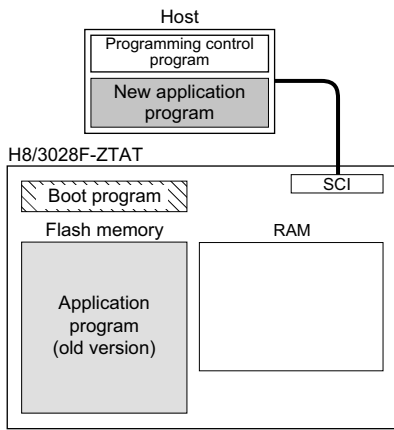 Host
Programming control
program
New application
program
H8/3028F-ZTAT
SCI
Boot program
Flash memory
RAM
Application
program
(old version)